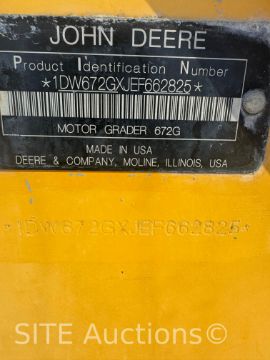 JOHN DEERE
Product Identification Number
*1DW672GXJEF662825*
MOTOR GRADER 672G
MADE IN USA
DEERE & COMPANY, MOLINE, ILLINOIS, USA
*1DW672GXJEF662825*
SITE Auctions™